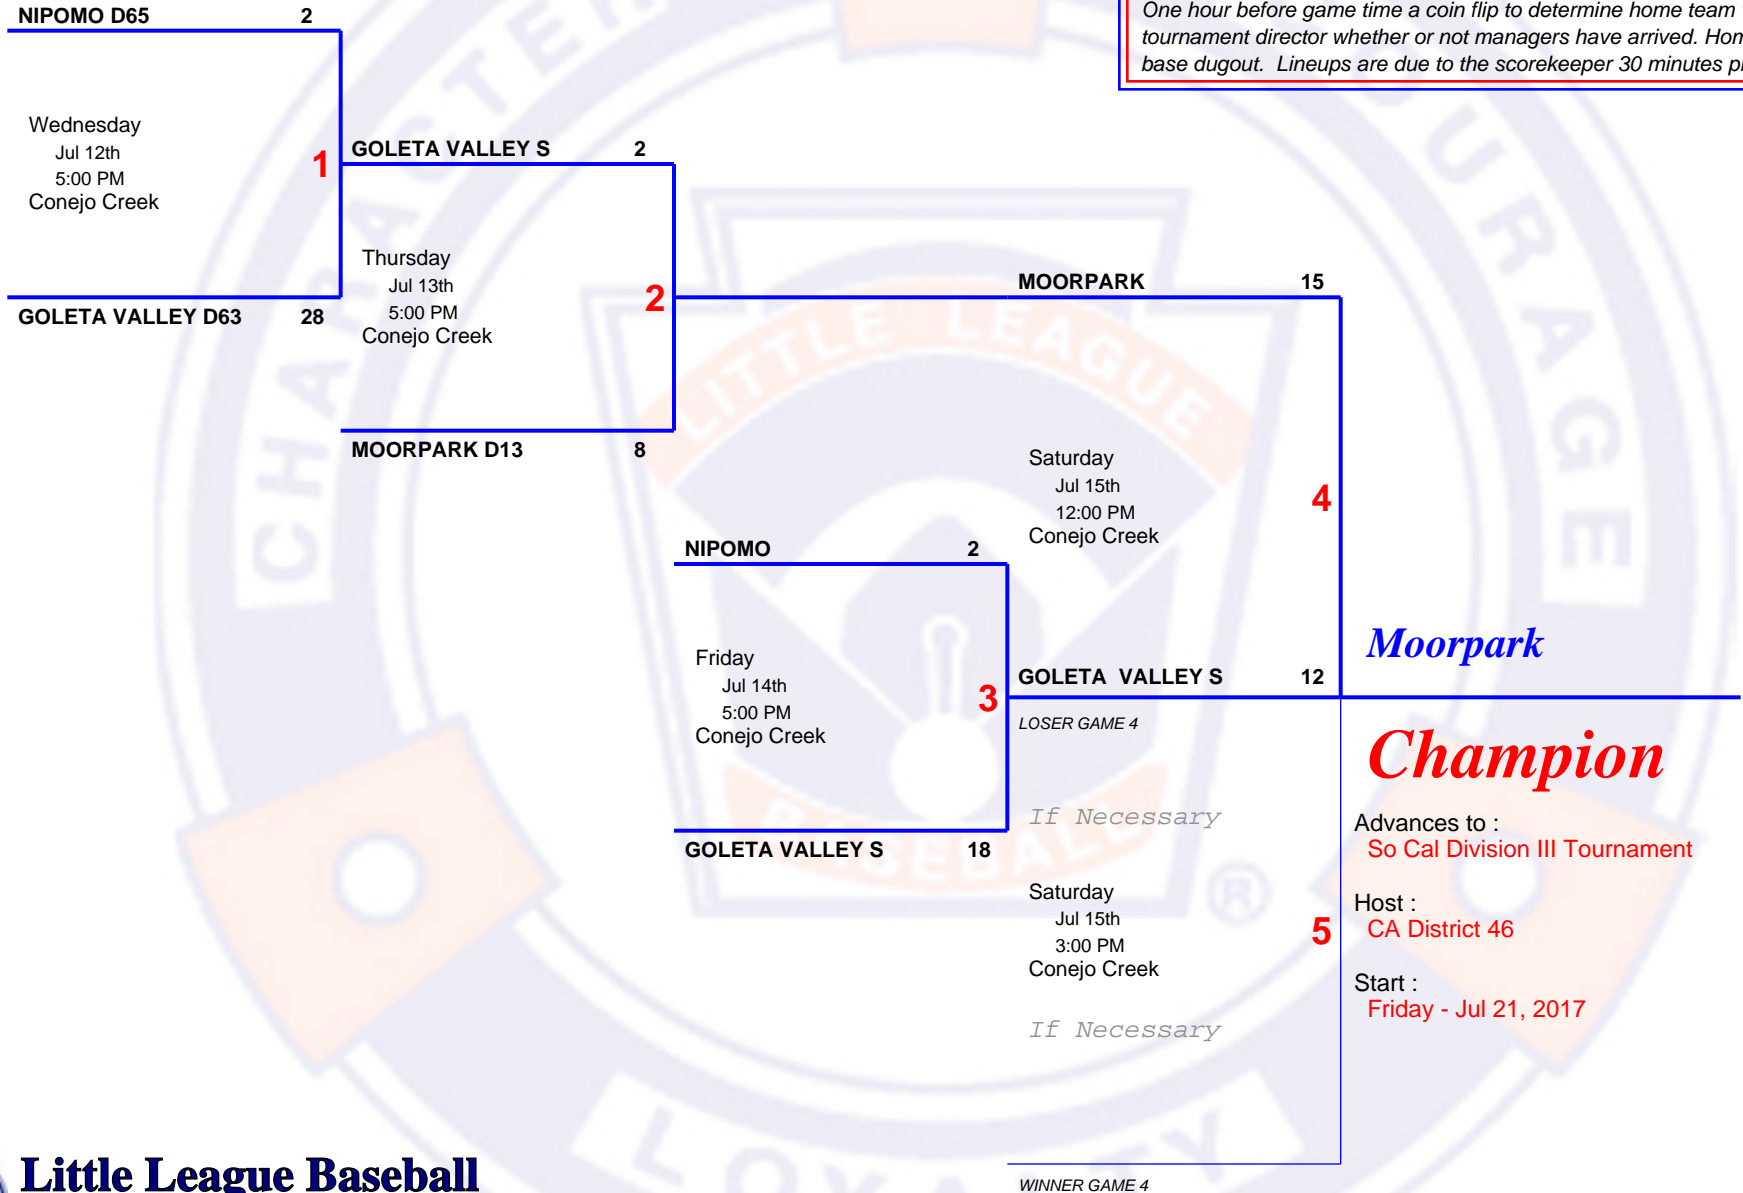 NIPOMO D65 2
One hour before game time a coin flip to determine home team
tournament director whether or not managers have arrived.
base dugout. Lineups are due to the scorekeeper 30 minutes
Wednesday
Jul 12th
5:00 PM
Conejo Creek
1
GOLETA VALLEY D63 28
GOLETA VALLEY S 2
Thursday
Jul 13th
5:00 PM
Conejo Creek
2
MOORPARK D13 8
MOORPARK 15
Saturday
Jul 15th
12:00 PM
Conejo Creek
4
NIPOMO 2
Friday
Jul 14th
5:00 PM
Conejo Creek
3
GOLETA VALLEY S 18
GOLETA VALLEY S 12
LOSER GAME 4
If Necessary
Saturday
Jul 15th
3:00 PM
Conejo Creek
5
If Necessary
WINNER GAME 4
Moorpark
Champion
Advances to :
So Cal Division III Tournament
Host :
CA District 46
Start :
Friday - Jul 21, 2017
CHARACTER
COURAGE
LOYALTY
LITTLE LEAGUE
BASEBALL
®
Little League Baseball